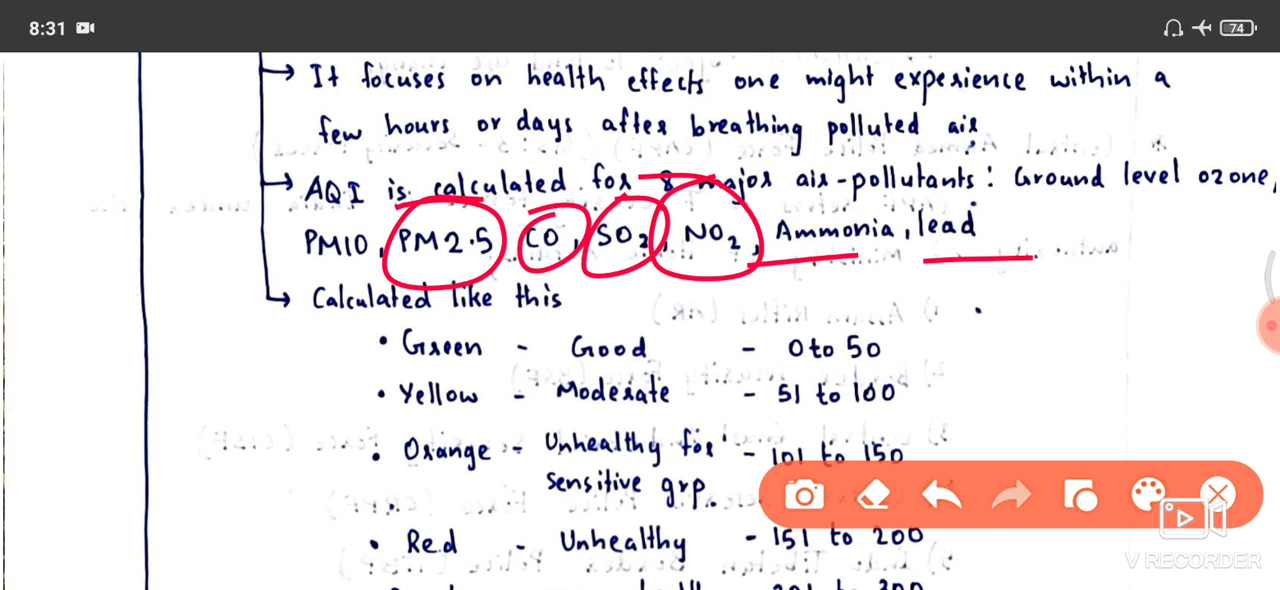 8:31
74
→ It focuses on health effects one might experience within a
few hours or days after breathing polluted air
→ AQI is calculated for 8 major air-pollutants: Ground level ozone,
PM10, PM2.5, CO, SO₂, NO₂, Ammonia, lead
→ Calculated like this
• Green - Good - 0 to 50
• Yellow - Moderate - 51 to 100
• Orange - Unhealthy for - 101 to 150
sensitive grp.
• Red - Unhealthy - 151 to 200
V RECORDER